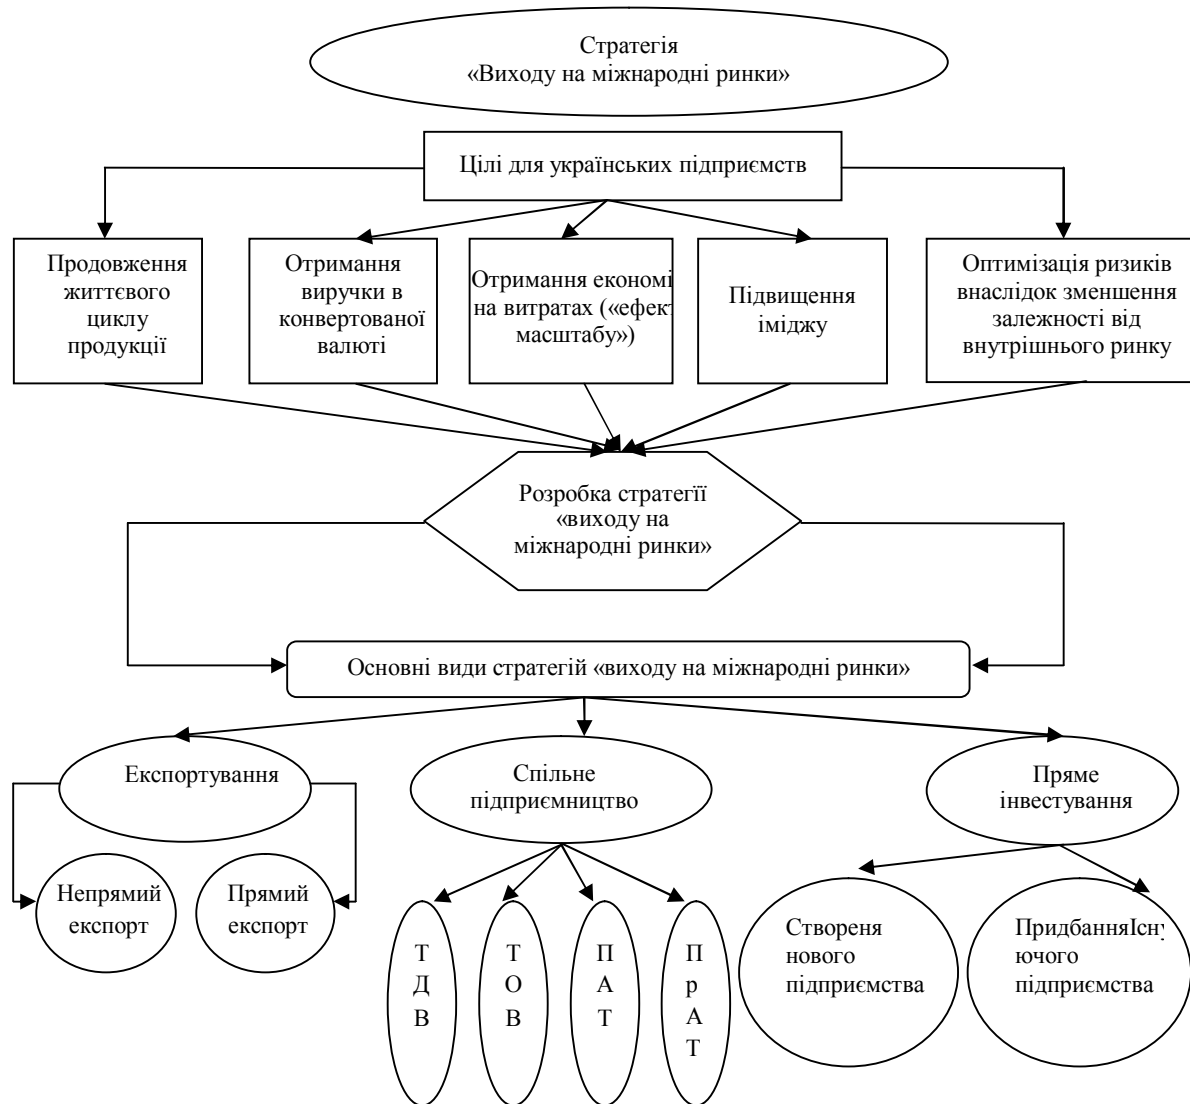 Стратегія
«Виходу на міжнародні ринки»
Цілі для українських підприємств
Продовження
життєвого
циклу
продукції
Отримання
виручки в
конвертованої
валюті
Отримання економі
на витратах («ефект
масштабу»)
Підвищення
іміджу
Оптимізація ризиків
внаслідок зменшення
залежності від
внутрішнього ринку
Розробка стратегії
«виходу на
міжнародні ринки»
Основні види стратегій «виходу на міжнародні ринки»
Експортування
Спільне
підприємництво
Пряме
інвестування
Непрямий
експорт
Прямий
експорт
Т
Д
В
Т
О
В
П
А
Т
П
р
А
Т
Створеня
нового
підприємства
ПридбанняІсну
ючого
підприємства